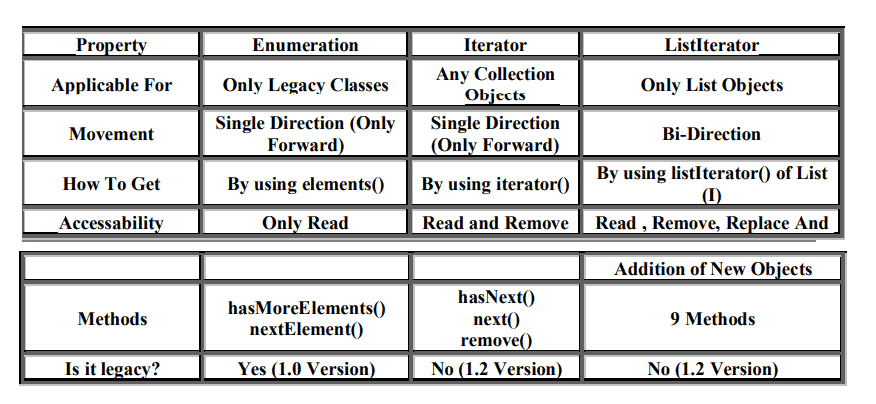 Property Enumeration Iterator ListIterator
Applicable For Only Legacy Classes Any Collection Objects Only List Objects
Movement Single Direction (Only Forward) Single Direction (Only Forward) Bi-Direction
How To Get By using elements() By using iterator() By using listIterator() of List (I)
Accessability Only Read Read and Remove Read , Remove, Replace And
Addition of New Objects
Methods hasMoreElements() nextElement() hasNext() next() remove() 9 Methods
Is it legacy? Yes (1.0 Version) No (1.2 Version) No (1.2 Version)